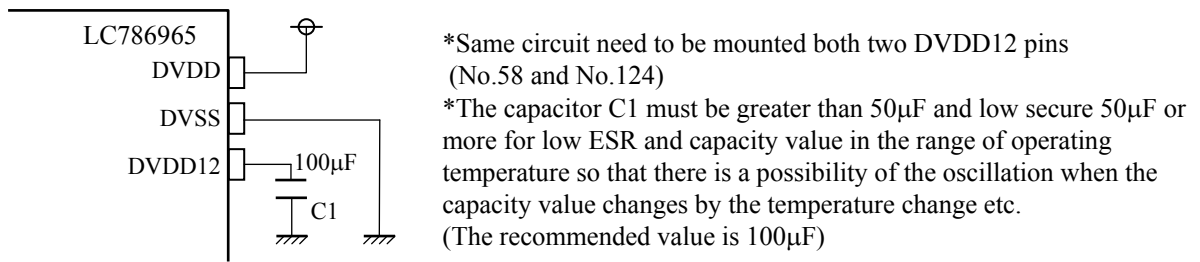 LC786965
DVDD
DVSS
DVDD12
100μF
C1
*Same circuit need to be mounted both two DVDD12 pins
(No.58 and No.124)
*The capacitor C1 must be greater than 50μF and low secure 50μF or
more for low ESR and capacity value in the range of operating
temperature so that there is a possibility of the oscillation when the
capacity value changes by the temperature change etc.
(The recommended value is 100μF)